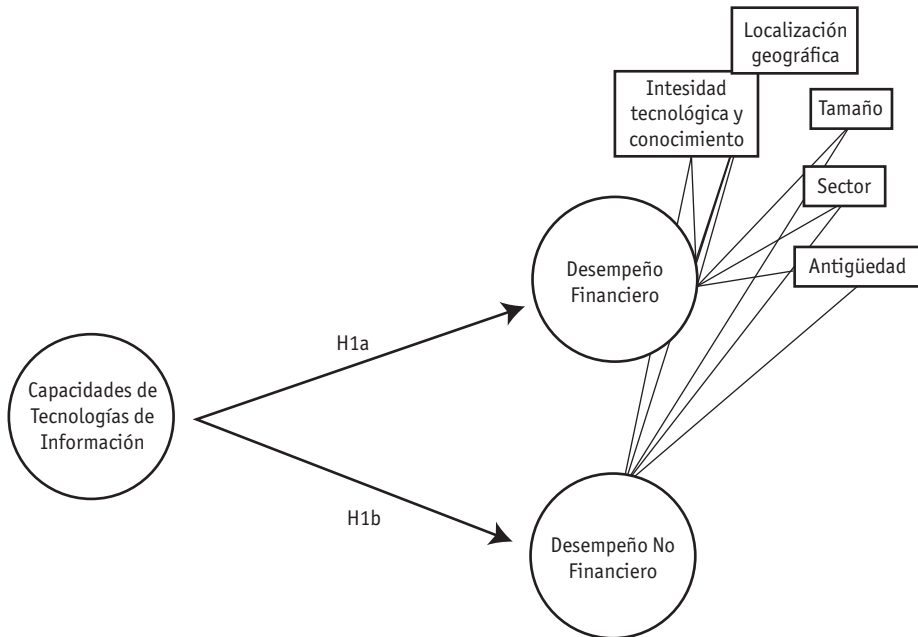 Localización
geográfica
Intesidad
tecnológica y
conocimiento
Tamaño
Sector
Antigüedad
Desempeño
Financiero
H1a
Capacidades de
Tecnologías de
Información
H1b
Desempeño No
Financiero